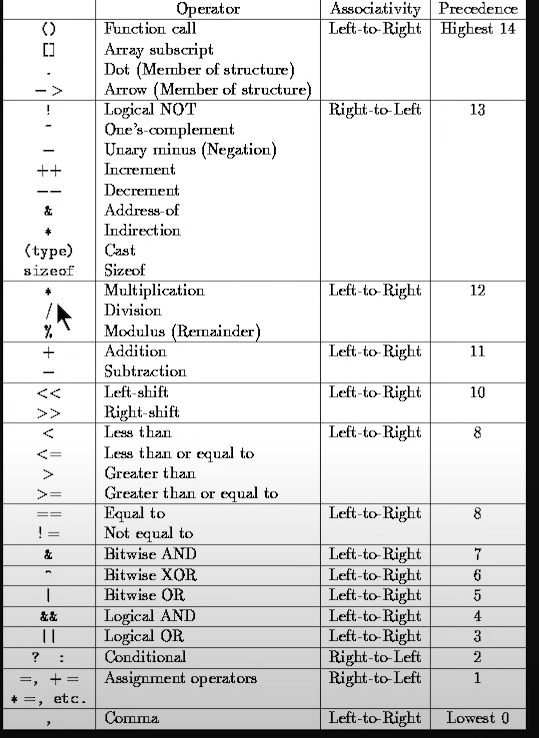 Operator Associativity Precedence
() Function call Left-to-Right Highest 14
[] Array subscript
. Dot (Member of structure)
−> Arrow (Member of structure)
! Logical NOT Right-to-Left 13
~ One's-complement
− Unary minus (Negation)
++ Increment
−− Decrement
& Address-of
* Indirection
(type) Cast
sizeof Sizeof
* Multiplication Left-to-Right 12
/ Division
% Modulus (Remainder)
+ Addition Left-to-Right 11
− Subtraction
<< Left-shift Left-to-Right 10
>> Right-shift
< Less than Left-to-Right 8
<= Less than or equal to
> Greater than
>= Greater than or equal to
== Equal to Left-to-Right 8
!= Not equal to
& Bitwise AND Left-to-Right 7
^ Bitwise XOR Left-to-Right 6
| Bitwise OR Left-to-Right 5
&& Logical AND Left-to-Right 4
|| Logical OR Left-to-Right 3
? : Conditional Right-to-Left 2
=, += Assignment operators Right-to-Left 1
*=, etc.
, Comma Left-to-Right Lowest 0